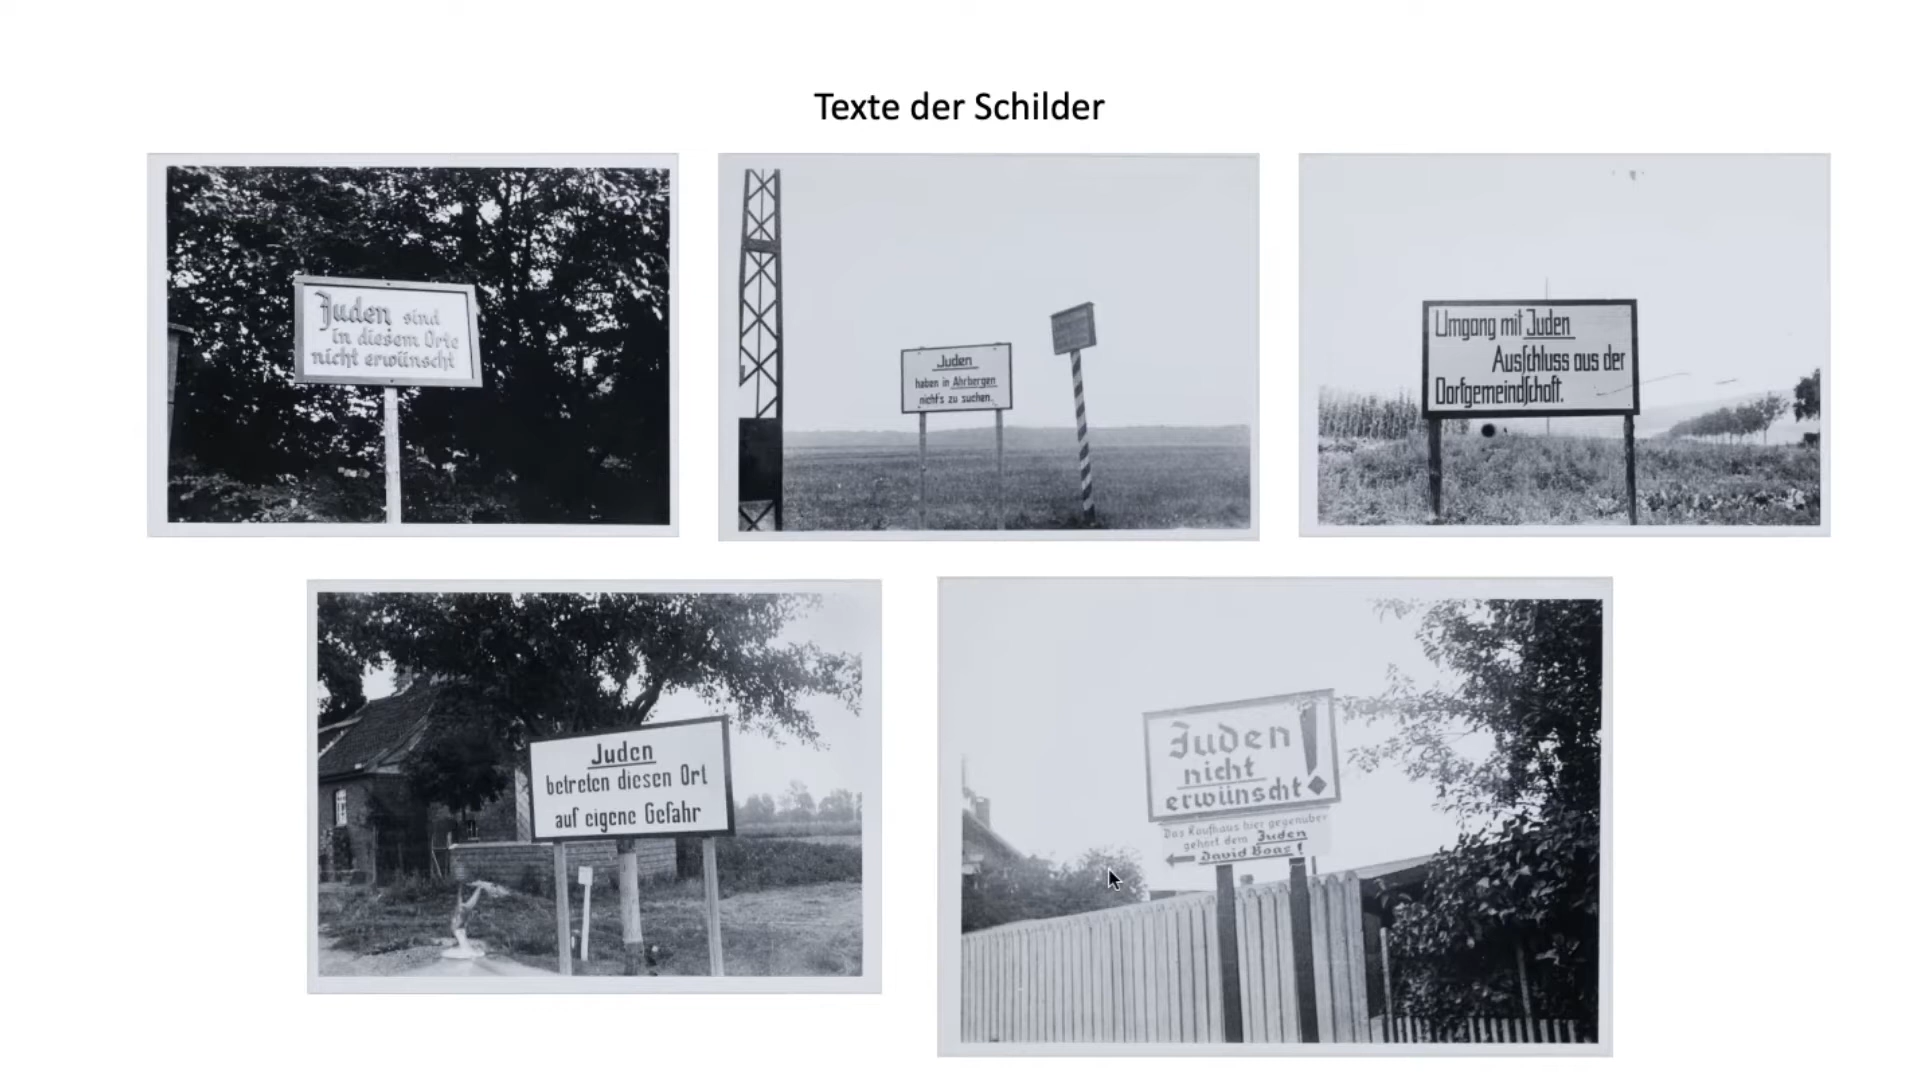 Texte der Schilder
Juden sind
in diesem Orte
nicht erwünscht
Juden
haben in Ahrbergen
nichts zu suchen.
Umgang mit Juden
Ausschluss aus der
Dorfgemeindschaft.
Juden
betreten diesen Ort
auf eigene Gefahr
Juden
nicht
erwünscht!
Das Kaufhaus hier gegenüber
gehört dem Juden
David Boas!